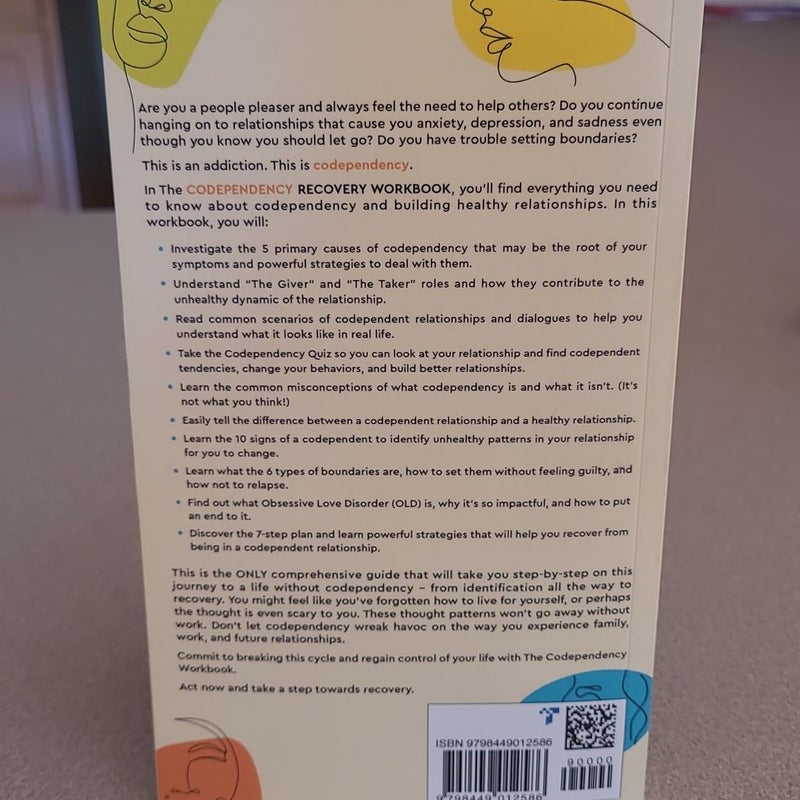 Are you a people pleaser and always feel the need to help others? Do you continue
hanging on to relationships that cause you anxiety, depression, and sadness even
though you know you should let go? Do you have trouble setting boundaries?
This is an addiction. This is codependency.
In The CODEPENDENCY RECOVERY WORKBOOK, you'll find everything you need
to know about codependency and building healthy relationships. In this
workbook, you will:
• Investigate the 5 primary causes of codependency that may be the root of your
symptoms and powerful strategies to deal with them.
• Understand "The Giver" and "The Taker" roles and how they contribute to the
unhealthy dynamic of the relationship.
• Read common scenarios of codependent relationships and dialogues to help you
understand what it looks like in real life.
• Take the Codependency Quiz so you can look at your relationship and find codependent
tendencies, change your behaviors, and build better relationships.
• Learn the common misconceptions of what codependency is and what it isn't. (It's
not what you think!)
• Easily tell the difference between a codependent relationship and a healthy relationship.
• Learn the 10 signs of a codependent to identify unhealthy patterns in your relationship
for you to change.
• Learn what the 6 types of boundaries are, how to set them without feeling guilty, and
how not to relapse.
• Find out what Obsessive Love Disorder (OLD) is, why it's so impactful, and how to put
an end to it.
• Discover the 7-step plan and learn powerful strategies that will help you recover from
being in a codependent relationship.
This is the ONLY comprehensive guide that will take you step-by-step on this
journey to a life without codependency – from identification all the way to
recovery. You might feel like you've forgotten how to live for yourself, or perhaps
the thought is even scary to you. These thought patterns won't go away without
work. Don't let codependency wreak havoc on the way you experience family,
work, and future relationships.
Commit to breaking this cycle and regain control of your life with The Codependency
Workbook.
Act now and take a step towards recovery.
ISBN 9798449012586
90000
9 798449 012586